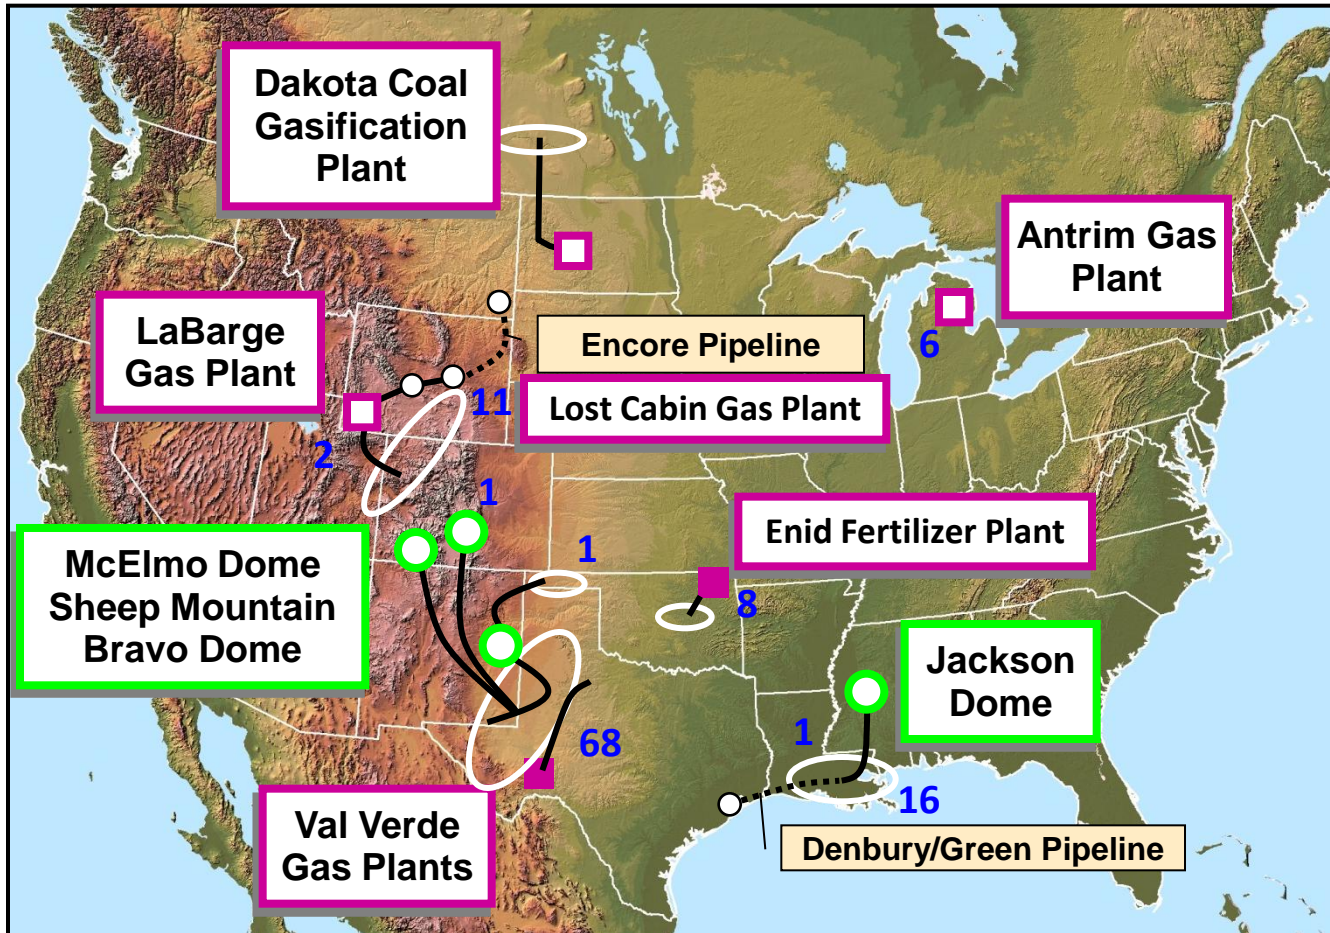 Dakota Coal
Gasification
Plant
Antrim Gas
Plant
LaBarge
Gas Plant
Encore Pipeline
6
11
Lost Cabin Gas Plant
2
1
Enid Fertilizer Plant
McElmo Dome
Sheep Mountain
Bravo Dome
1
8
Jackson
Dome
68
1
16
Val Verde
Gas Plants
Denbury/Green Pipeline